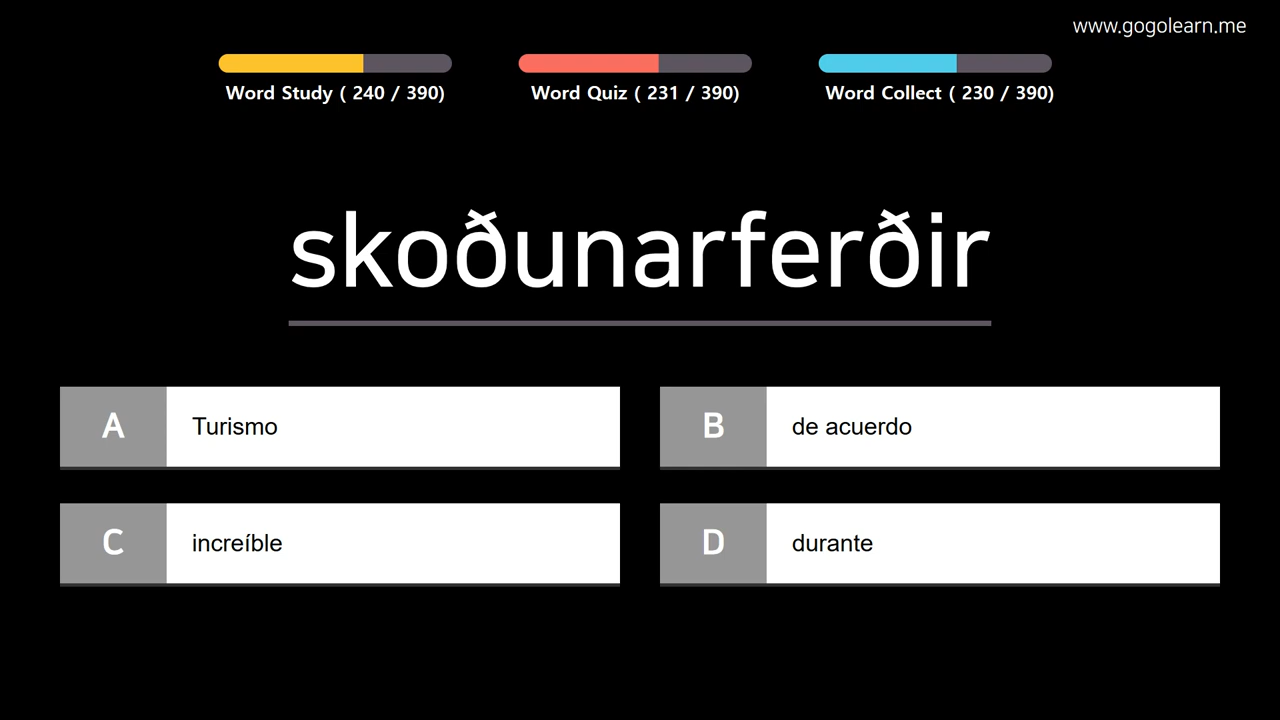 www.gogolearn.me
Word Study ( 240 / 390)
Word Quiz ( 231 / 390)
Word Collect ( 230 / 390)
skoðunarferðir
A
Turismo
B
de acuerdo
C
increíble
D
durante